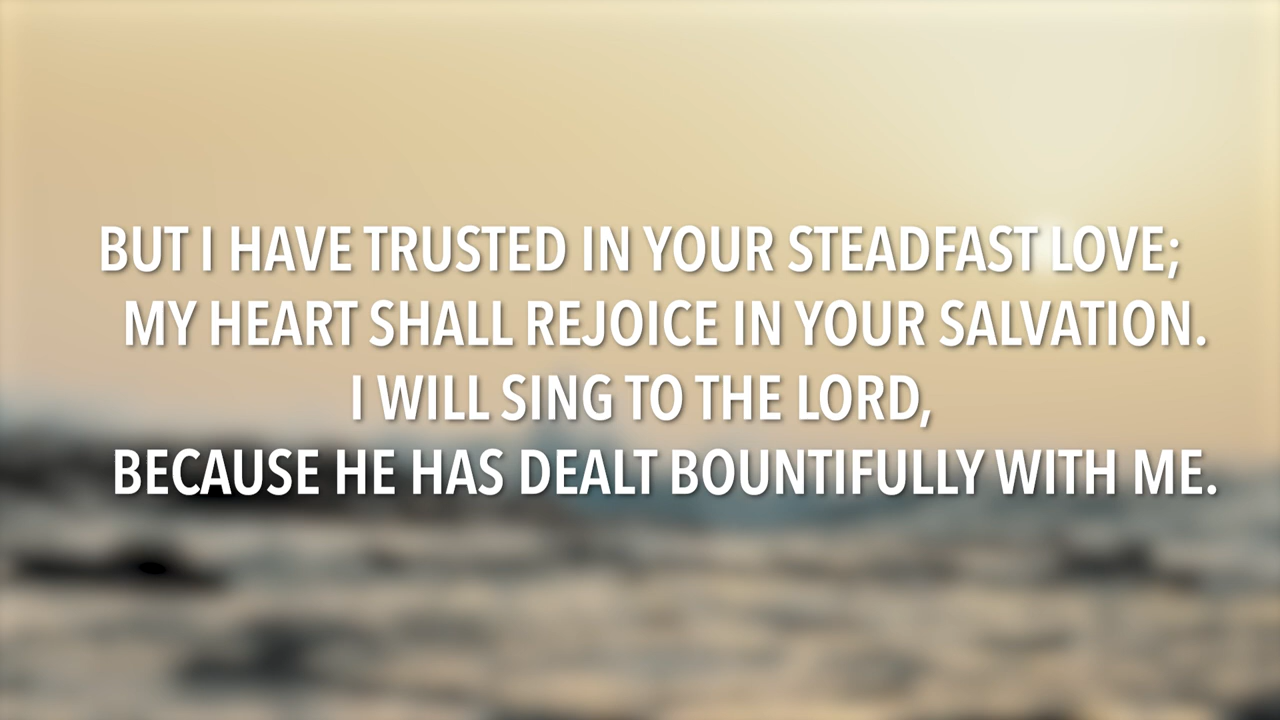 BUT I HAVE TRUSTED IN YOUR STEADFAST LOVE;
MY HEART SHALL REJOICE IN YOUR SALVATION.
I WILL SING TO THE LORD,
BECAUSE HE HAS DEALT BOUNTIFULLY WITH ME.